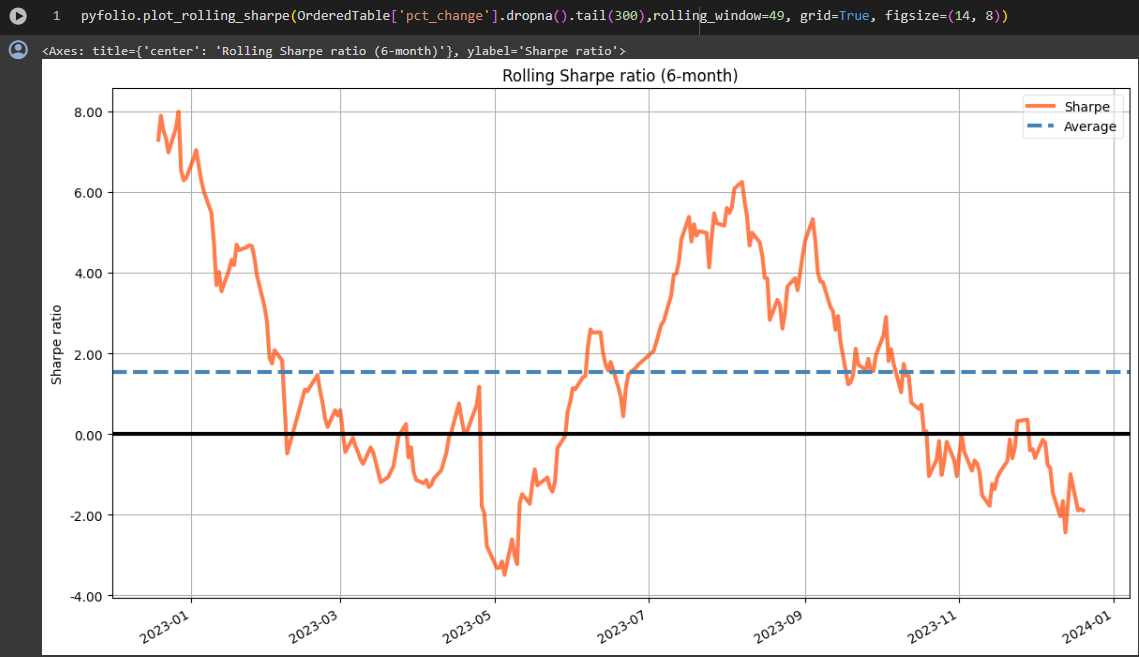 1 pyfolio.plot_rolling_sharpe(OrderedTable['pct_change'].dropna().tail(300),rolling_window=49, grid=True, figsize=(14, 8))
<Axes: title={'center': 'Rolling Sharpe ratio (6-month)'}, ylabel='Sharpe ratio'>
Rolling Sharpe ratio (6-month)
Sharpe
Average
8.00
6.00
4.00
2.00
0.00
-2.00
-4.00
Sharpe ratio
2023-01
2023-03
2023-05
2023-07
2023-09
2023-11
2024-01